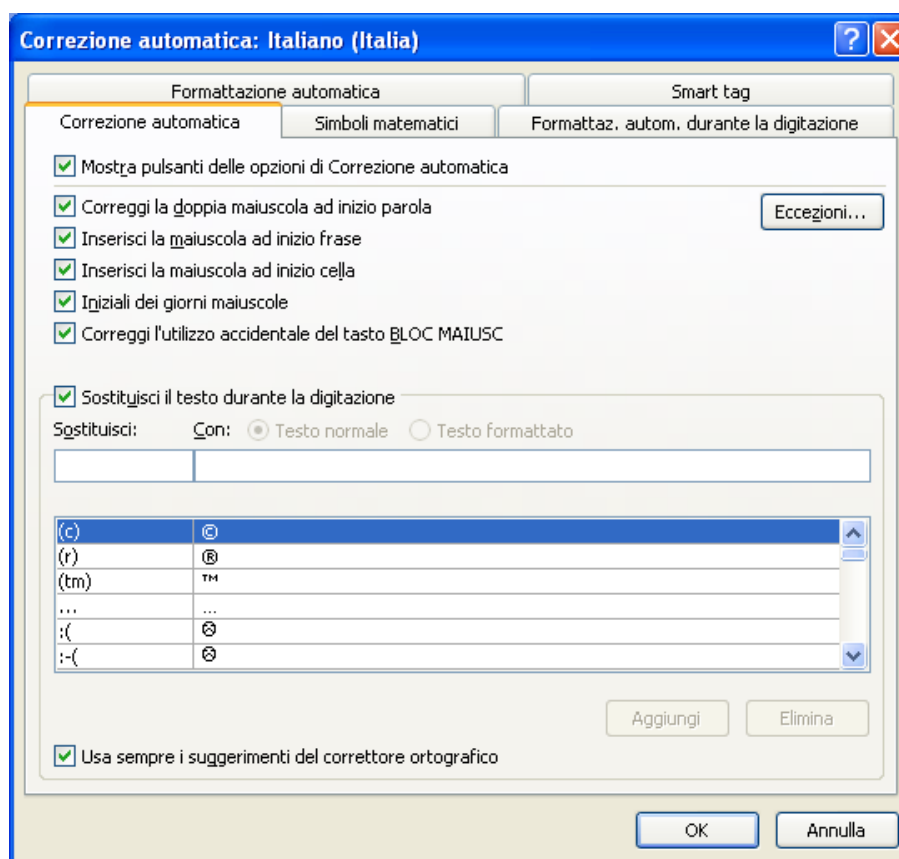 Correzione automatica: Italiano (Italia)
Formattazione automatica Smart tag
Correzione automatica Simboli matematici Formattaz. autom. durante la digitazione
Mostra pulsanti delle opzioni di Correzione automatica
Correggi la doppia maiuscola ad inizio parola Eccezioni...
Inserisci la maiuscola ad inizio frase
Inserisci la maiuscola ad inizio cella
Iniziali dei giorni maiuscole
Correggi l'utilizzo accidentale del tasto BLOC MAIUSC
Sostituisci il testo durante la digitazione
Sostituisci: Con: Testo normale Testo formattato
(c) ©
(r) ®
(tm) ™
... …
:( ☹
:-( ☹
Aggiungi Elimina
Usa sempre i suggerimenti del correttore ortografico
OK Annulla